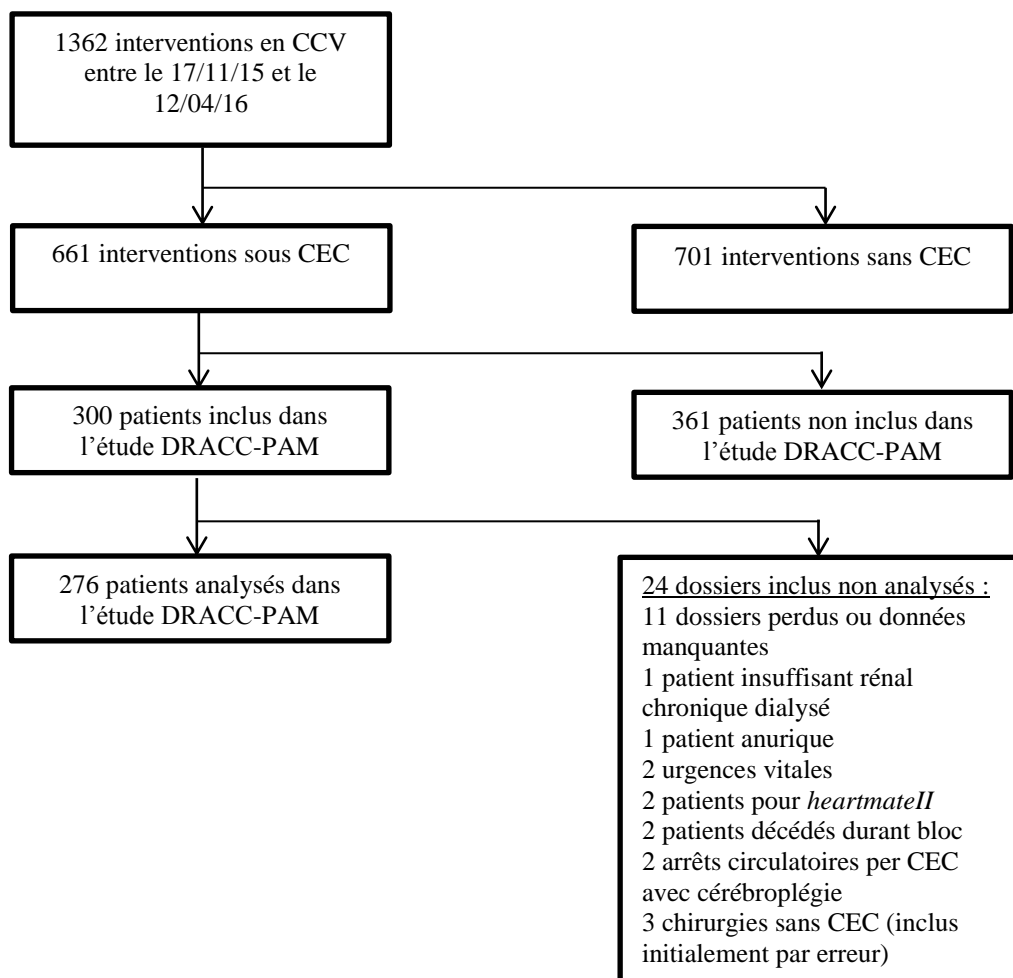 1362 interventions en CCV
entre le 17/11/15 et le
12/04/16
661 interventions sous CEC
701 interventions sans CEC
300 patients inclus dans
l’étude DRACC-PAM
361 patients non inclus dans
l’étude DRACC-PAM
276 patients analysés dans
l’étude DRACC-PAM
24 dossiers inclus non analysés :
11 dossiers perdus ou données
manquantes
1 patient insuffisant rénal
chronique dialysé
1 patient anurique
2 urgences vitales
2 patients pour heartmateII
2 patients décédés durant bloc
2 arrêts circulatoires per CEC
avec cérébroplégie
3 chirurgies sans CEC (inclus
initialement par erreur)